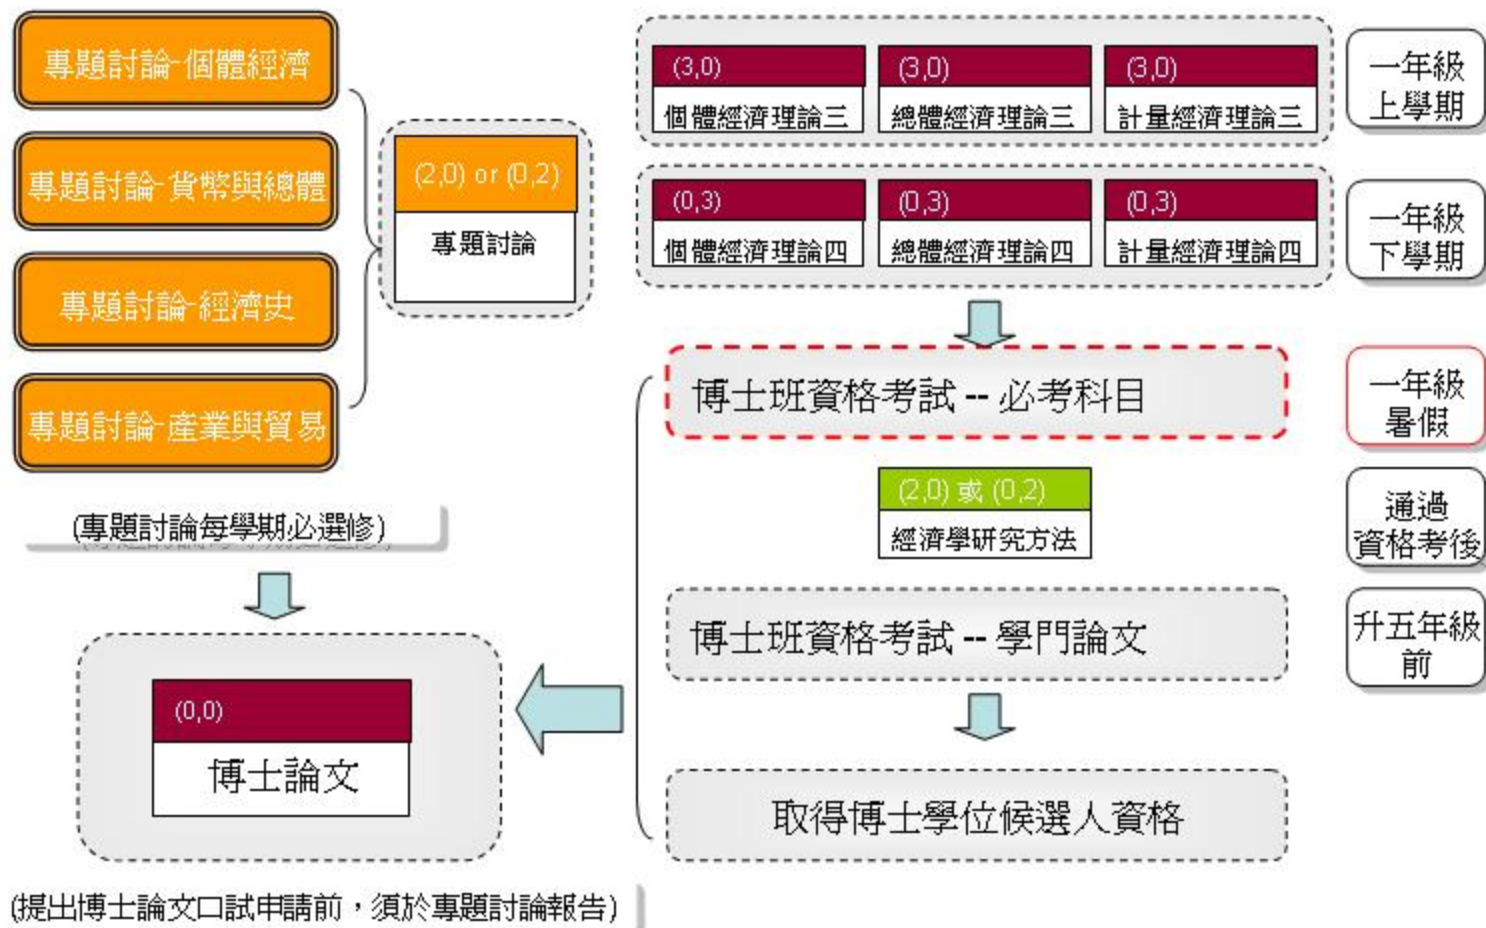 專題討論-個體經濟
專題討論-貨幣與總體
專題討論-經濟史
專題討論-產業與貿易
(2,0) or (0,2)
專題討論
(專題討論每學期必選修)
(3,0)
個體經濟理論三
(3,0)
總體經濟理論三
(3,0)
計量經濟理論三
一年級
上學期
(0,3)
個體經濟理論四
(0,3)
總體經濟理論四
(0,3)
計量經濟理論四
一年級
下學期
博士班資格考試 -- 必考科目
一年級
暑假
(2,0) 或 (0,2)
經濟學研究方法
通過
資格考後
博士班資格考試 -- 學門論文
升五年級
前
取得博士學位候選人資格
(0,0)
博士論文
(提出博士論文口試申請前，須於專題討論報告)